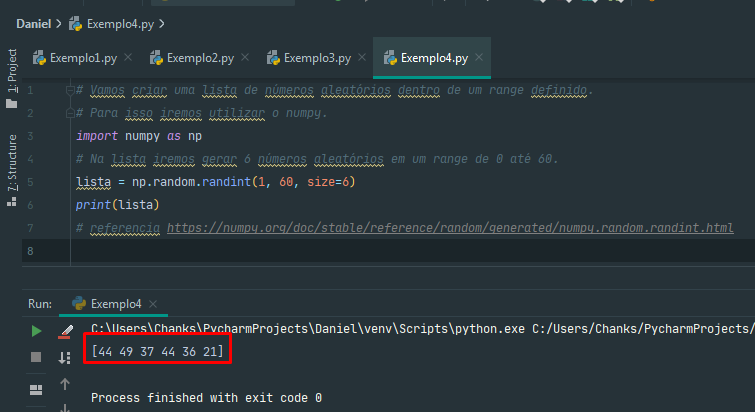 Daniel > Exemplo4.py >
Exemplo1.py Exemplo2.py Exemplo3.py Exemplo4.py
1: Project
7: Structure
1 # Vamos criar uma lista de números aleatórios dentro de um range definido.
2 # Para isso iremos utilizar o numpy.
3 import numpy as np
4 # Na lista iremos gerar 6 números aleatórios em um range de 0 até 60.
5 lista = np.random.randint(1, 60, size=6)
6 print(lista)
7 # referencia https://numpy.org/doc/stable/reference/random/generated/numpy.random.randint.html
8
Run: Exemplo4
C:\Users\Chanks\PycharmProjects\Daniel\venv\Scripts\python.exe C:/Users/Chanks/PycharmProjects/
[44 49 37 44 36 21]
Process finished with exit code 0